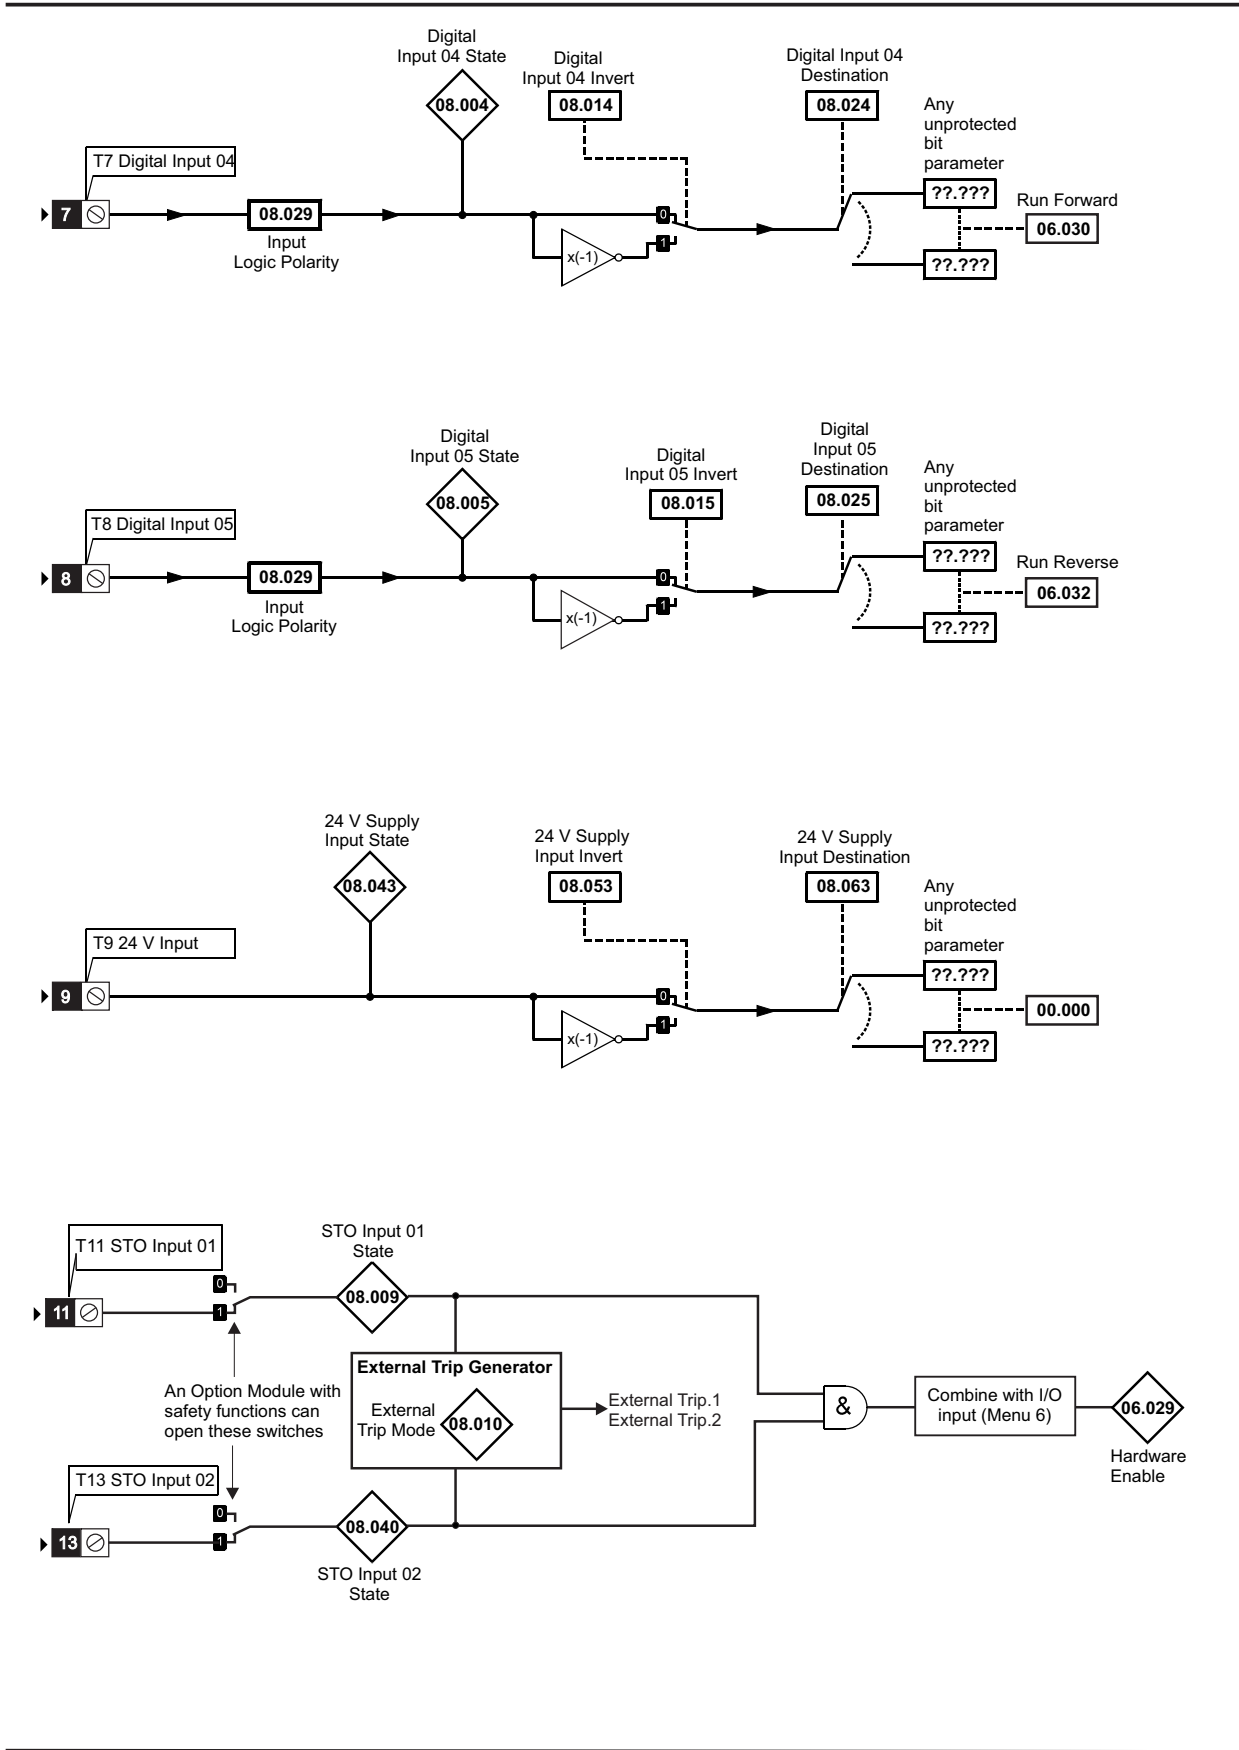 Digital
Input 04 State
08.004
Digital
Input 04 Invert
08.014
Digital Input 04
Destination
08.024
Any
unprotected
bit
parameter
T7 Digital Input 04
7
08.029
Input
Logic Polarity
0
1
x(-1)
??.???
??.???
Run Forward
06.030
Digital
Input 05 State
08.005
Digital
Input 05 Invert
08.015
Digital
Input 05
Destination
08.025
Any
unprotected
bit
parameter
T8 Digital Input 05
8
08.029
Input
Logic Polarity
0
1
x(-1)
??.???
??.???
Run Reverse
06.032
24 V Supply
Input State
08.043
24 V Supply
Input Invert
08.053
24 V Supply
Input Destination
08.063
Any
unprotected
bit
parameter
T9 24 V Input
9
0
1
x(-1)
??.???
??.???
00.000
T11 STO Input 01
11
0
1
STO Input 01
State
08.009
An Option Module with
safety functions can
open these switches
External Trip Generator
External
Trip Mode
08.010
External Trip.1
External Trip.2
&
Combine with I/O
input (Menu 6)
06.029
Hardware
Enable
T13 STO Input 02
13
0
1
08.040
STO Input 02
State